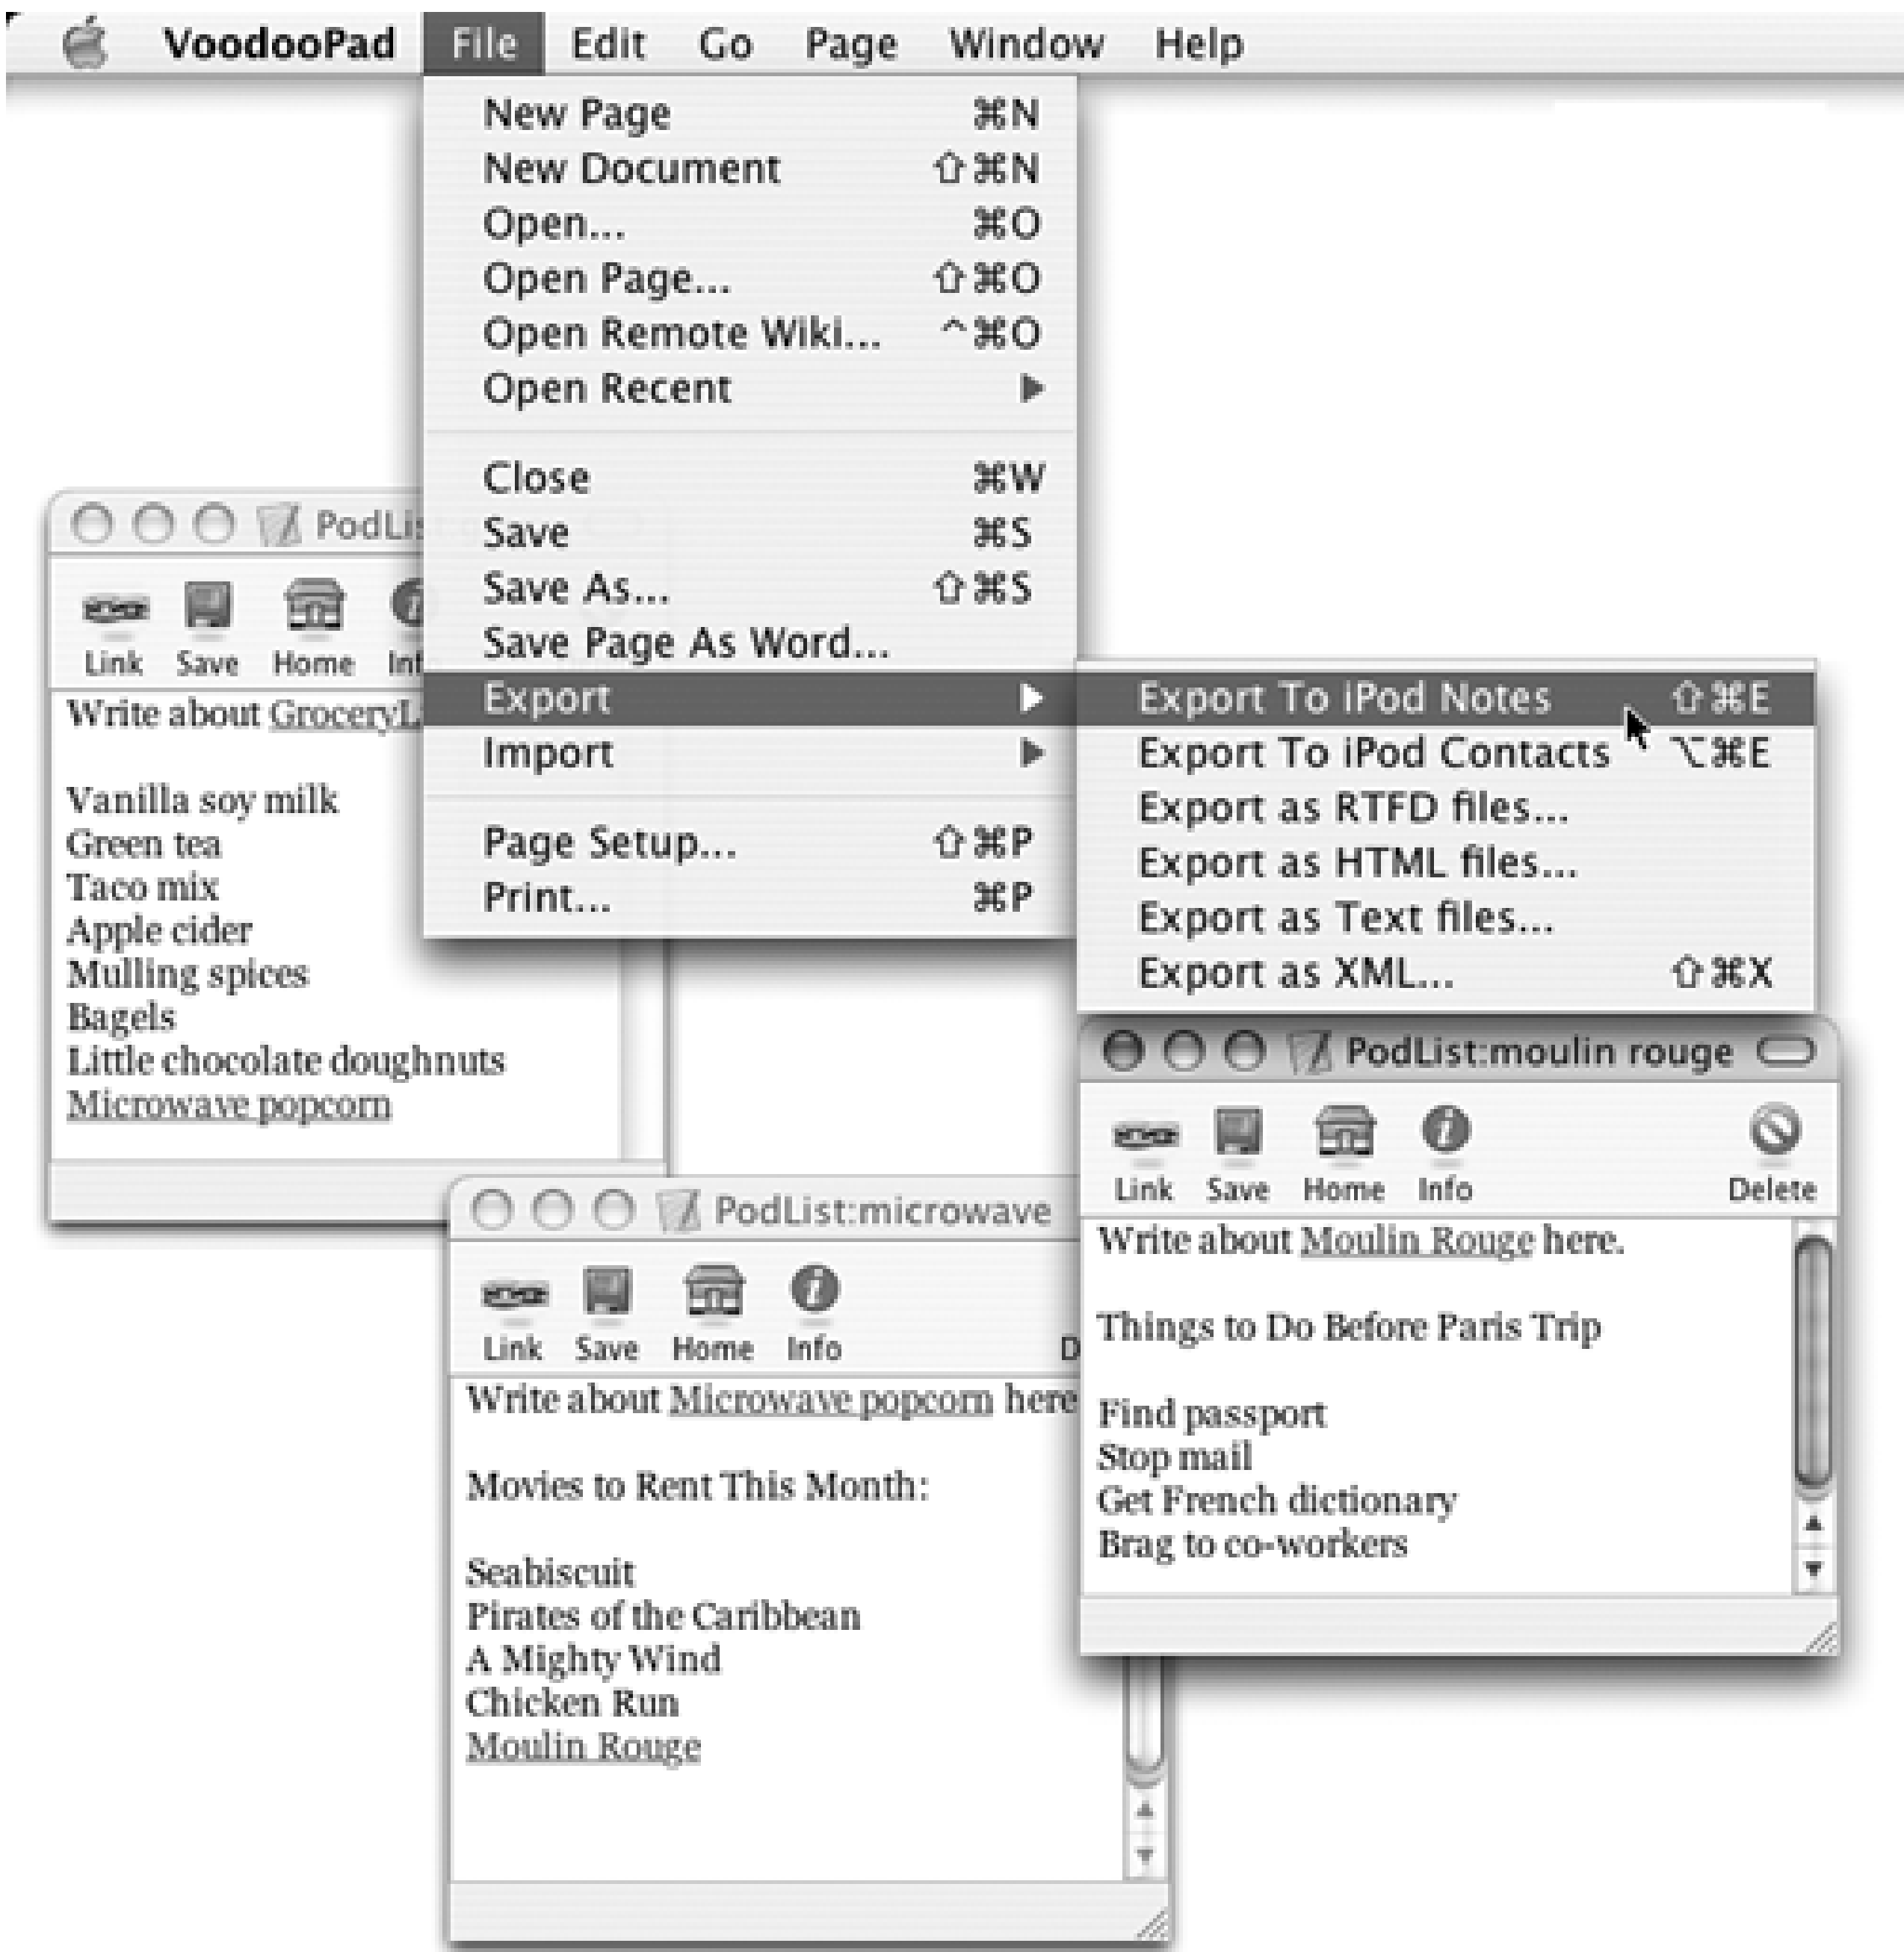 VoodooPad File Edit Go Page Window Help
New Page ⌘N
New Document ⇧⌘N
Open... ⌘O
Open Page... ⇧⌘O
Open Remote Wiki... ^⌘O
Open Recent
Close ⌘W
Save ⌘S
Save As... ⇧⌘S
Save Page As Word...
Export
Import
Page Setup... ⇧⌘P
Print... ⌘P
Export To iPod Notes ⇧⌘E
Export To iPod Contacts ⌥⌘E
Export as RTFD files...
Export as HTML files...
Export as Text files...
Export as XML... ⇧⌘X
Link Save Home
Write about
Vanilla soy milk
Green tea
Taco mix
Apple cider
Mulling spices
Bagels
Little chocolate doughnuts
Microwave popcorn
PodList:microwave
Link Save Home Info
Write about Microwave popcorn here
Movies to Rent This Month:
Seabiscuit
Pirates of the Caribbean
A Mighty Wind
Chicken Run
Moulin Rouge
PodList:moulin rouge
Link Save Home Info Delete
Write about Moulin Rouge here.
Things to Do Before Paris Trip
Find passport
Stop mail
Get French dictionary
Brag to co-workers